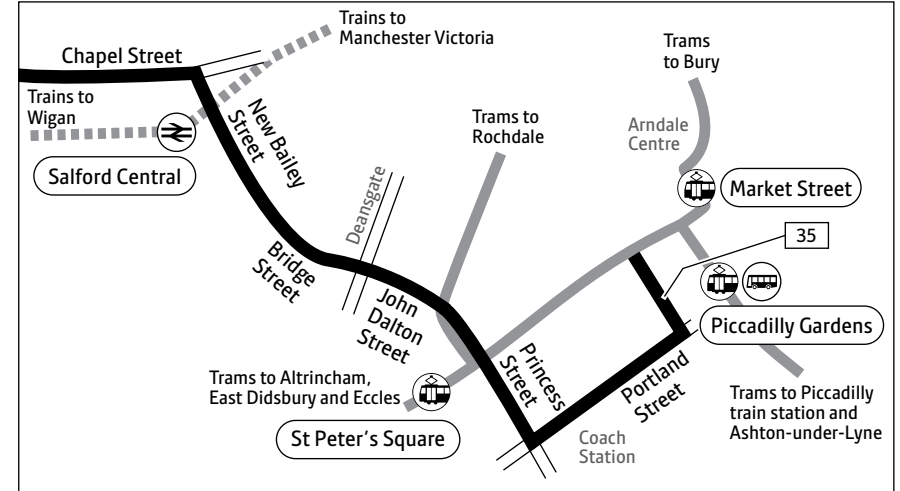 Trains to
Manchester Victoria
Chapel Street
Trams
to Bury
Trains to
Wigan
New Bailey
Street
Trams to
Rochdale
Arndale
Centre
Salford Central
Deansgate
Market Street
35
Bridge
Street
John
Dalton
Street
Piccadilly Gardens
Princess
Street
Portland
Street
Trams to Altrincham,
East Didsbury and Eccles
Trams to Piccadilly
train station and
Ashton-under-Lyne
St Peter's Square
Coach
Station